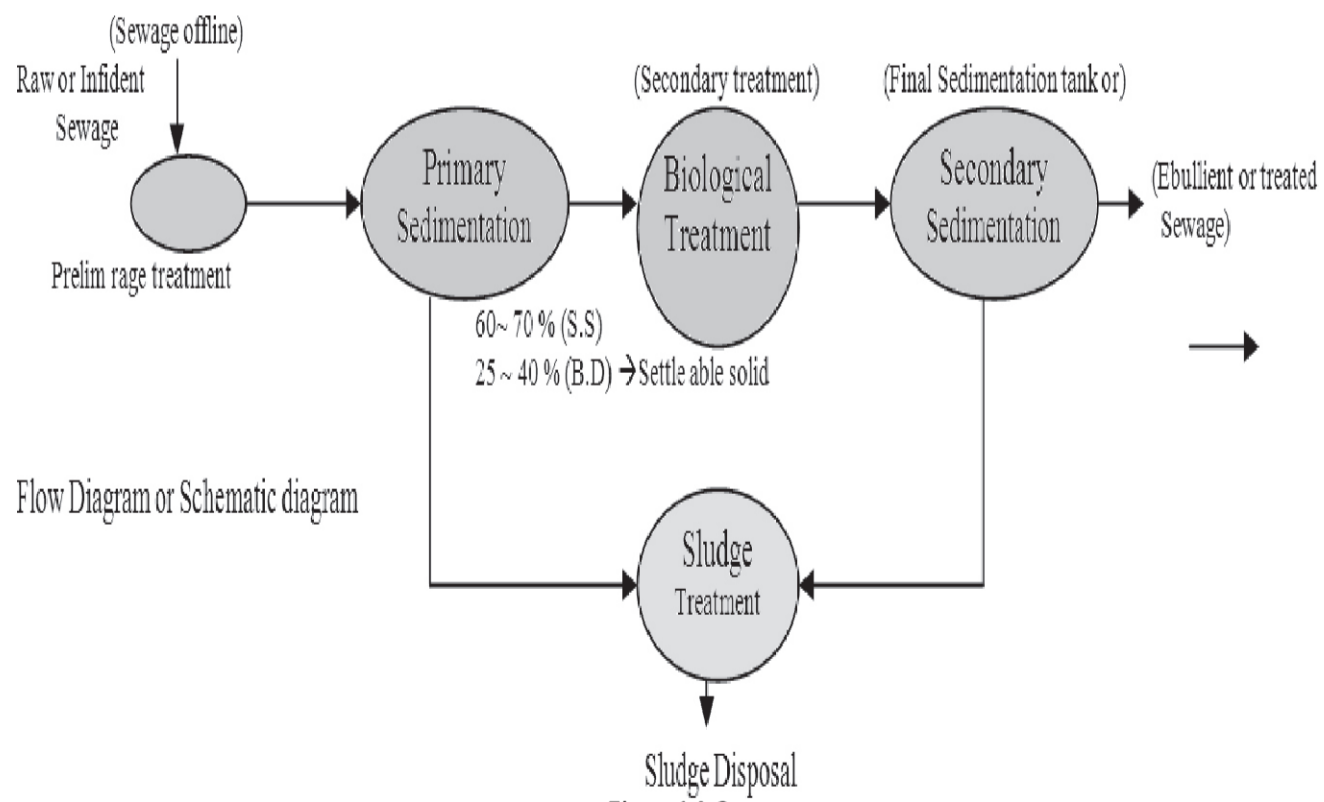 (Sewage offline)
Raw or Infident
Sewage
Prelim rage treatment
Primary
Sedimentation
60~ 70 % (S.S)
25 ~ 40 % (B.D) →Settle able solid
(Secondary treatment)
Biological
Treatment
(Final Sedimentation tank or)
Secondary
Sedimentation
(Ebullient or treated
Sewage)
Flow Diagram or Schematic diagram
Sludge
Treatment
Sludge Disposal